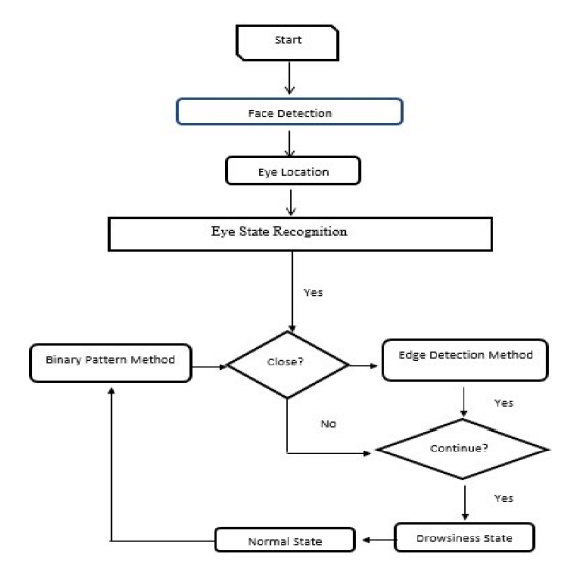 Start
Face Detection
Eye Location
Eye State Recognition
Yes
Binary Pattern Method
Close?
Edge Detection Method
Yes
No
Continue?
Yes
Normal State
Drowsiness State